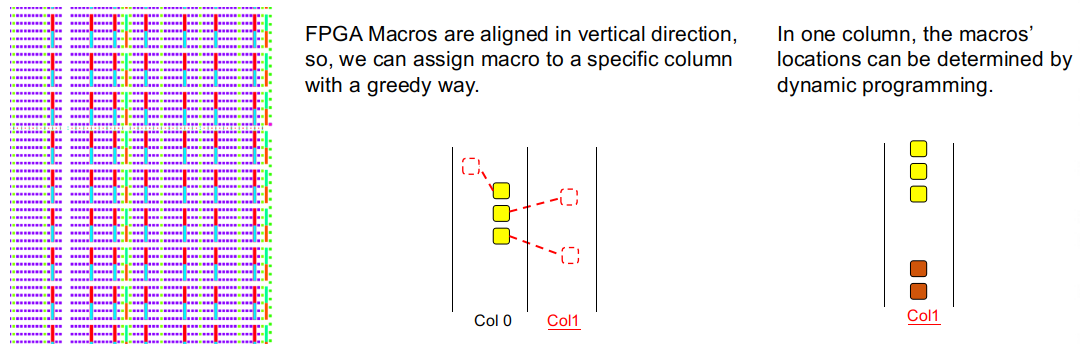 FPGA Macros are aligned in vertical direction,
so, we can assign macro to a specific column
with a greedy way.
Col 0
Col1
In one column, the macros’
locations can be determined by
dynamic programming.
Col1